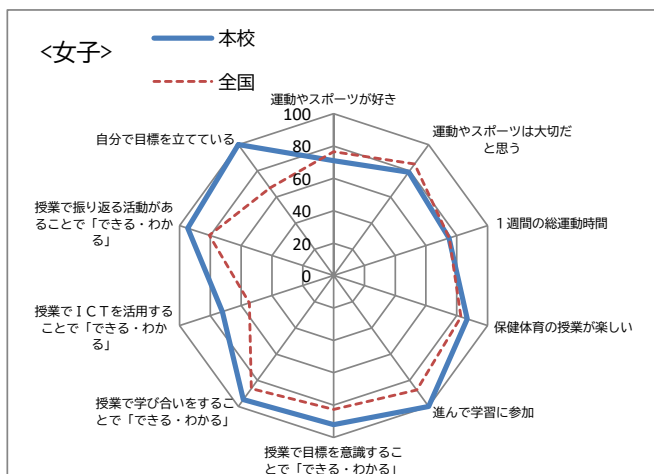 <女子>
本校
全国
運動やスポーツが好き
運動やスポーツは大切だ
と思う
１週間の総運動時間
保健体育の授業が楽しい
進んで学習に参加
授業で目標を意識するこ
とで「できる・わかる」
授業で学び合いをするこ
とで「できる・わかる」
授業でＩＣＴを活用する
ことで「できる・わか
る」
授業で振り返る活動があ
ることで「できる・わか
る」
自分で目標を立てている
100
80
60
40
20
0